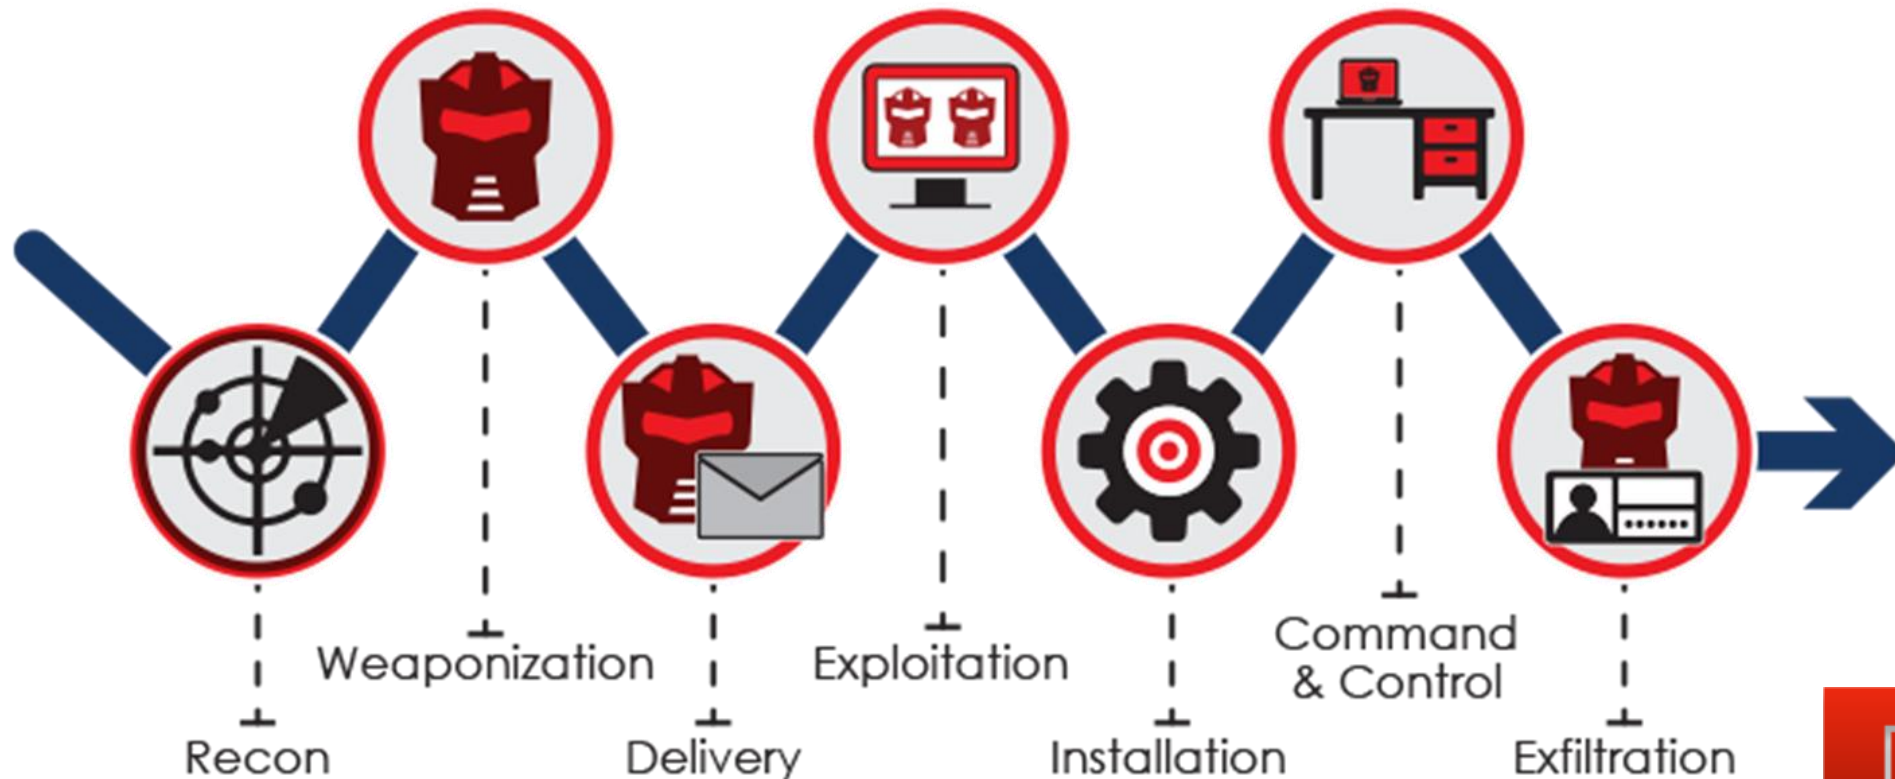 Recon
Weaponization
Delivery
Exploitation
Installation
Command
& Control
Exfiltration